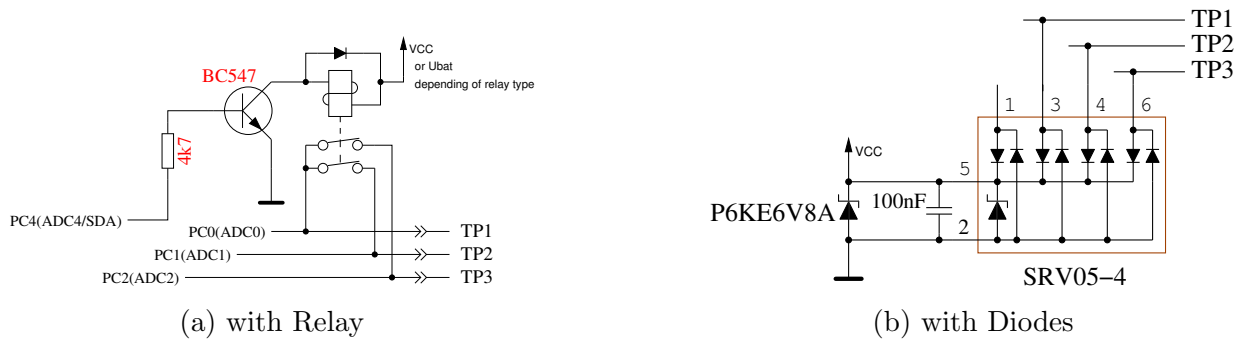 BC547
VCC
or Ubat
depending of relay type
4k7
PC4(ADC4/SDA)
PC0(ADC0)
TP1
PC1(ADC1)
TP2
PC2(ADC2)
TP3
(a) with Relay
TP1
TP2
TP3
1
3
4
6
VCC
5
P6KE6V8A
100nF
2
SRV05−4
(b) with Diodes